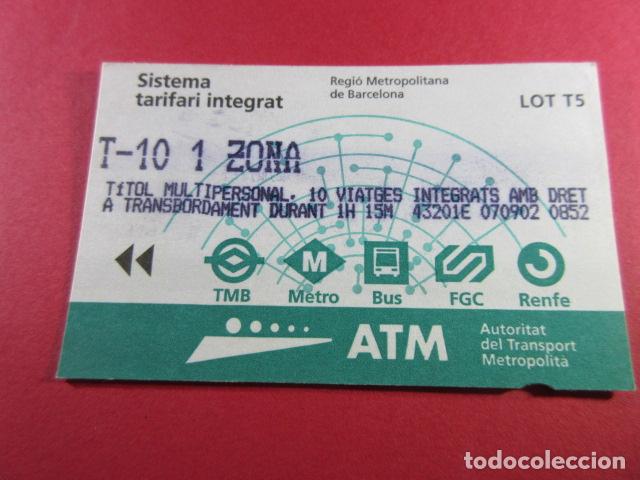 Sistema
tarifari integrat
Regió Metropolitana
de Barcelona
LOT T5
T-10 1 ZONA
TíTOL MULTIPERSONAL. 10 VIATGES INTEGRATS AMB DRET
A TRANSBORDAMENT DURANT 1H 15M 43201E 070902 0852
M
TMB Metro Bus FGC Renfe
ATM
Autoritat
del Transport
Metropolità
todocoleccion.net